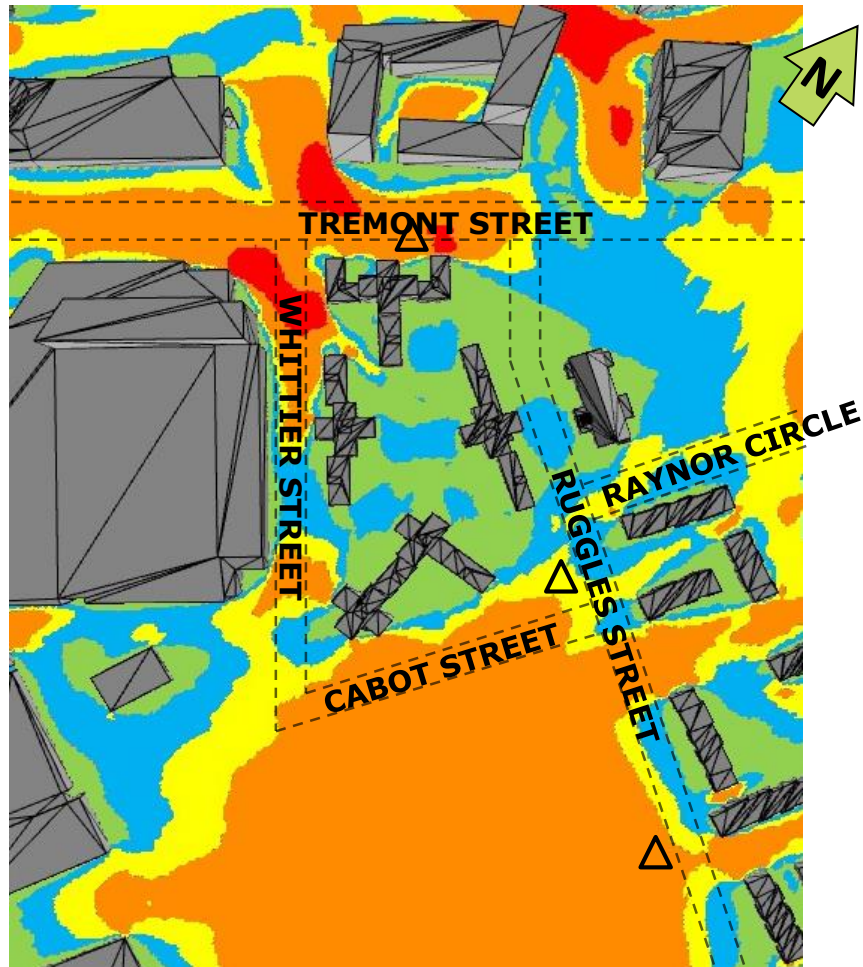 N
TREMONT STREET
WHITTIER STREET
RAYNOR CIRCLE
RUGGLES STREET
CABOT STREET